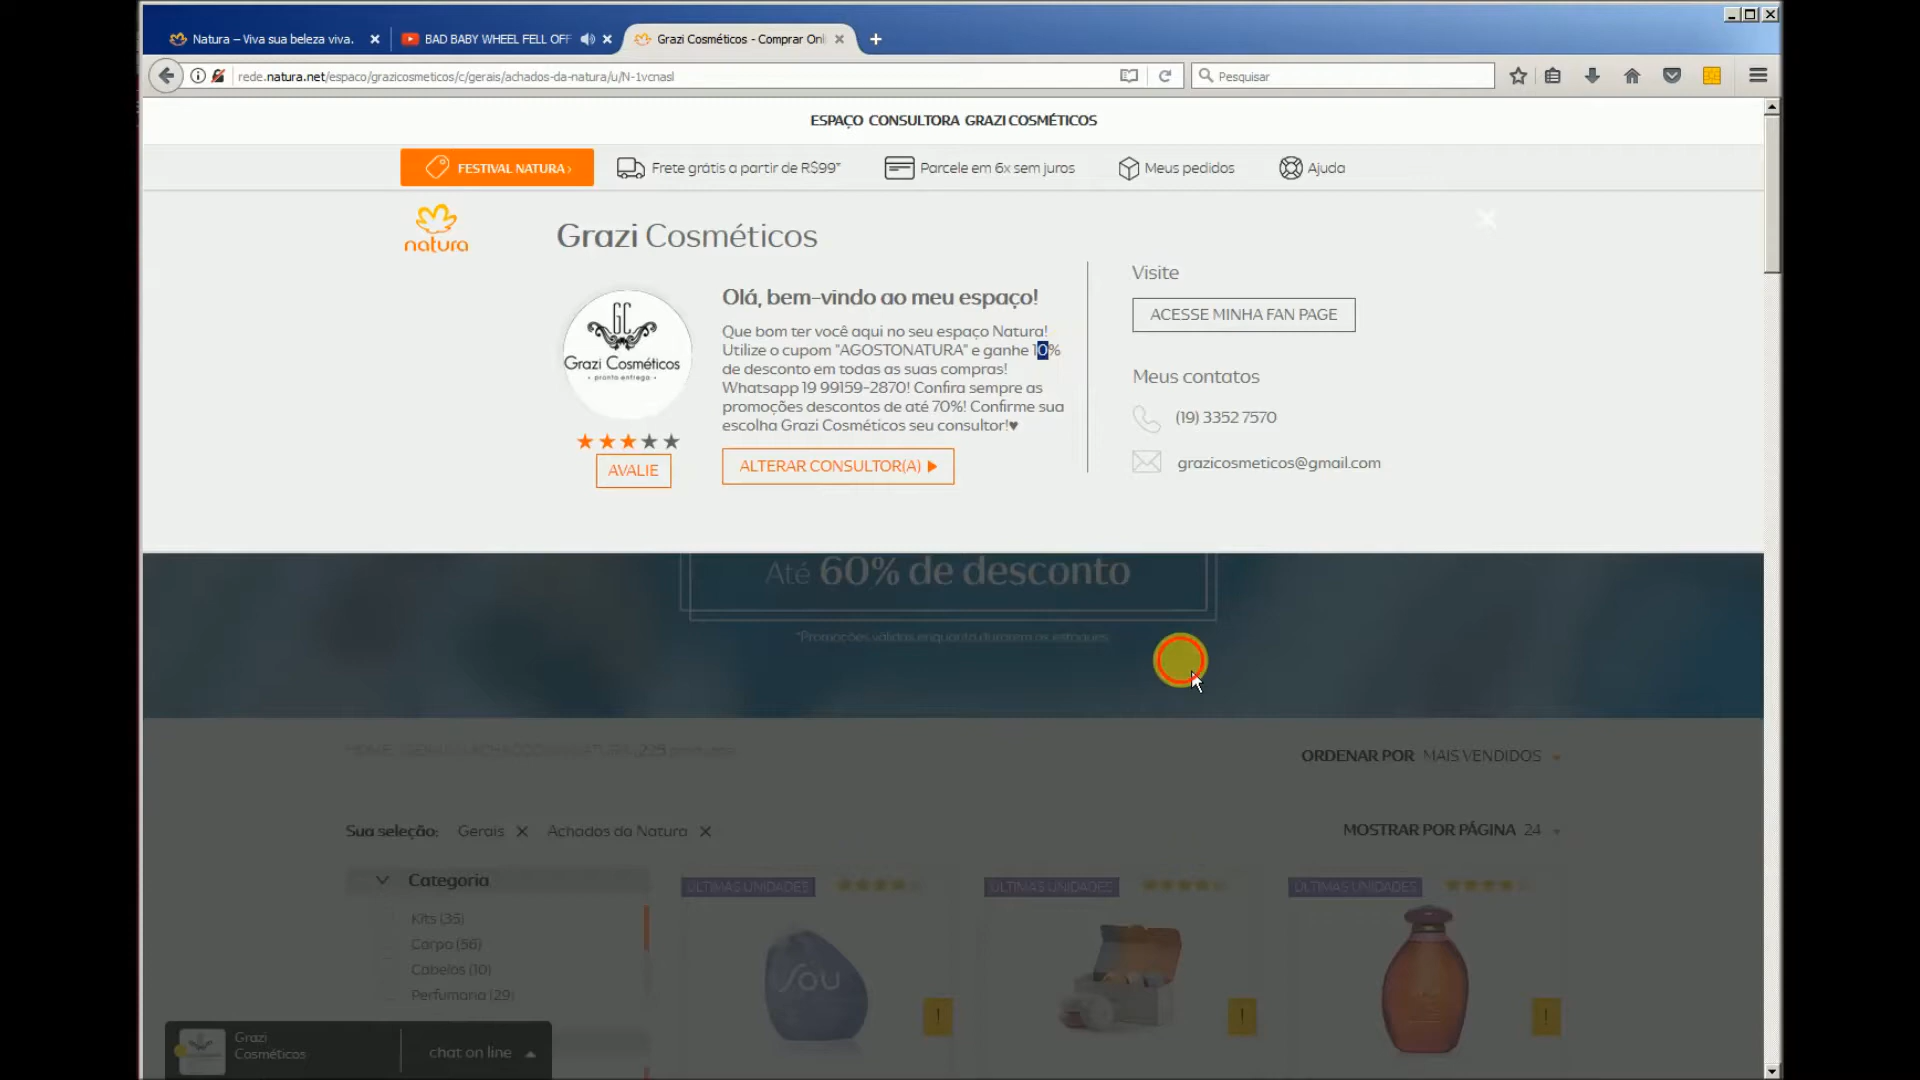 Natura – Viva sua beleza viva.
BAD BABY WHEEL FELL OFF
Grazi Cosméticos - Comprar Onl
rede.natura.net/espaco/grazicosmeticos/c/gerais/achados-da-natura/u/N-1vcnasl
Pesquisar
ESPAÇO CONSULTORA GRAZI COSMÉTICOS
FESTIVAL NATURA ›
Frete grátis a partir de R$99*
Parcele em 6x sem juros
Meus pedidos
Ajuda
natura
Grazi Cosméticos
GC
Grazi Cosméticos
pronta entrega
AVALIE
Olá, bem-vindo ao meu espaço!
Que bom ter você aqui no seu espaço Natura!
Utilize o cupom "AGOSTONATURA" e ganhe 10%
de desconto em todas as suas compras!
Whatsapp 19 99159-2870! Confira sempre as
promoções descontos de até 70%! Confirme sua
escolha Grazi Cosméticos seu consultor!♥
ALTERAR CONSULTOR(A)
Visite
ACESSE MINHA FAN PAGE
Meus contatos
(19) 3352 7570
grazicosmeticos@gmail.com
Até 60% de desconto
*Promoções válidas enquanto durarem os estoques.
225 produtos
ORDENAR POR MAIS VENDIDOS
Sua seleção: Gerais Achados da Natura
MOSTRAR POR PÁGINA 24
Categoria
Kits (35)
Corpo (56)
Cabelos (10)
Perfumaria (29)
ÚLTIMAS UNIDADES
ÚLTIMAS UNIDADES
ÚLTIMAS UNIDADES
SOU
!
!
!
Grazi
Cosméticos
chat on line